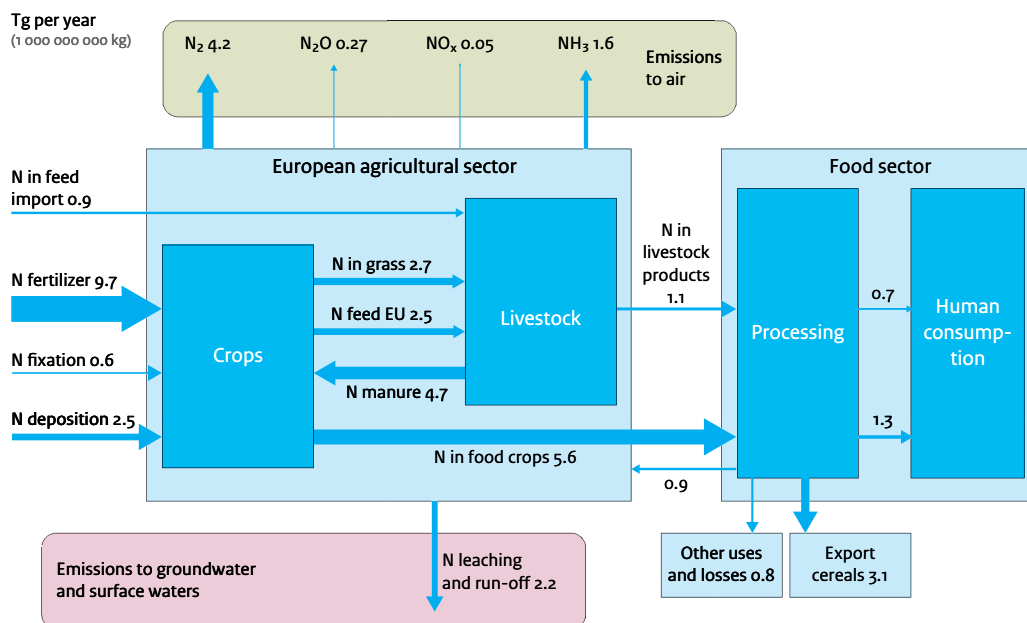 Tg per year
(1 000 000 000 kg)
N₂ 4.2
N₂O 0.27
NOₓ 0.05
NH₃ 1.6
Emissions
to air
European agricultural sector
Food sector
N in feed
import 0.9
N fertilizer 9.7
N fixation 0.6
N deposition 2.5
Crops
N in grass 2.7
N feed EU 2.5
N manure 4.7
Livestock
N in
livestock
products
1.1
Processing
0.7
1.3
Human
consump-
tion
N in food crops 5.6
0.9
Emissions to groundwater
and surface waters
N leaching
and run-off 2.2
Other uses
and losses 0.8
Export
cereals 3.1